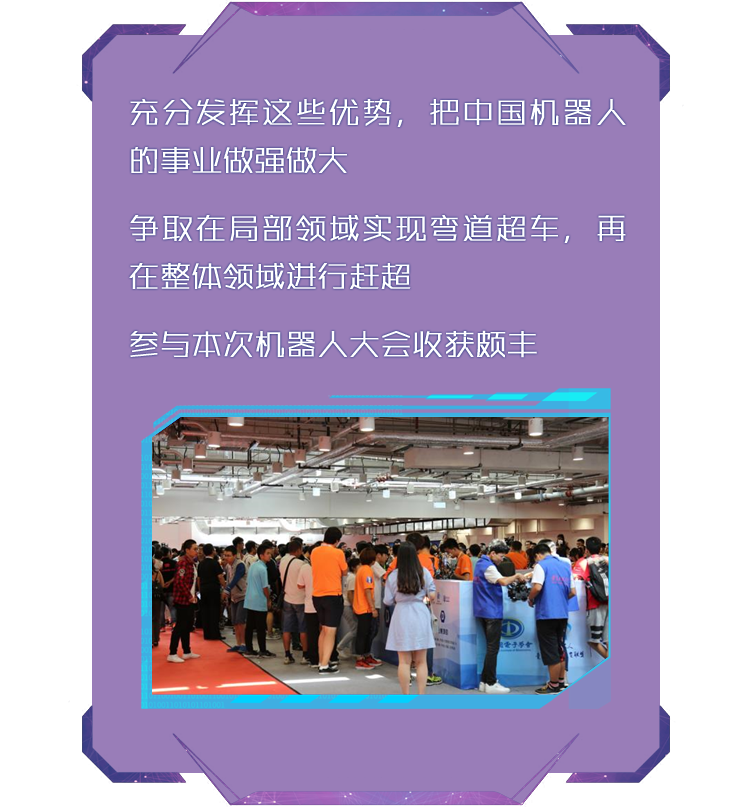 充分发挥这些优势，把中国机器人
的事业做强做大
争取在局部领域实现弯道超车，再
在整体领域进行赶超
参与本次机器人大会收获颇丰